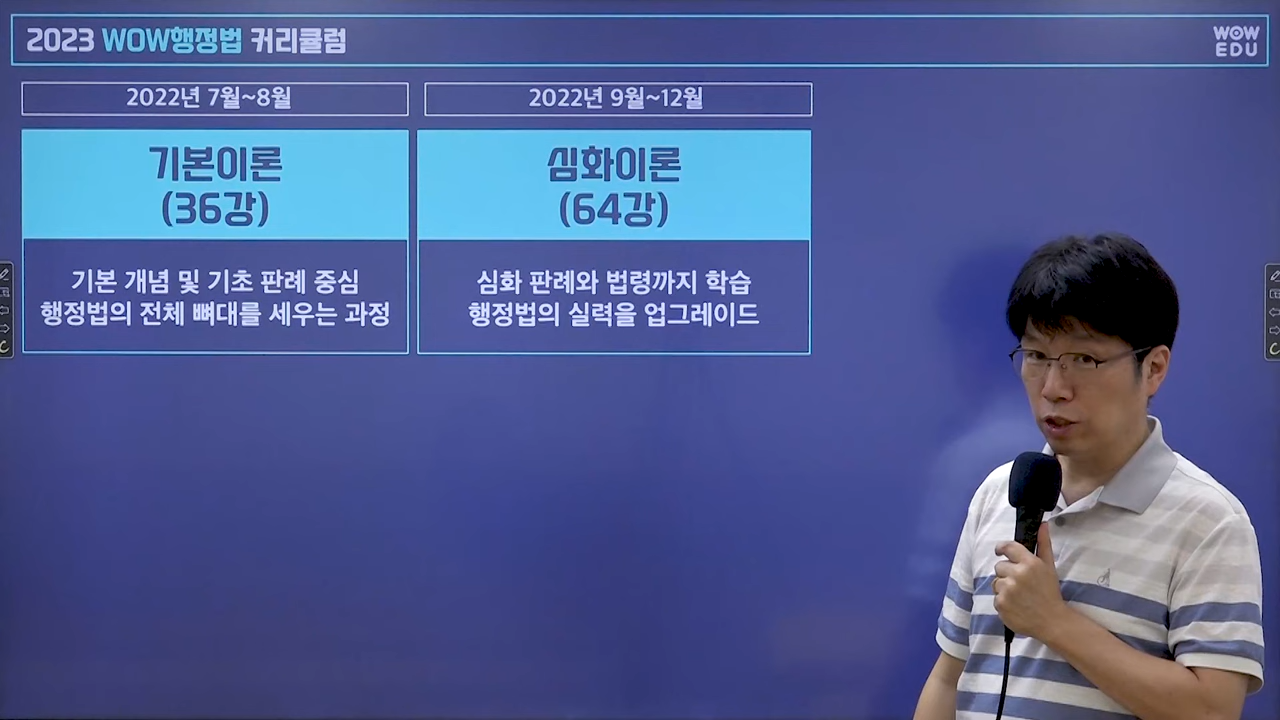 2023 WOW행정법 커리큘럼
WOW
EDU
2022년 7월~8월
2022년 9월~12월
기본이론
(36강)
심화이론
(64강)
기본 개념 및 기초 판례 중심
행정법의 전체 뼈대를 세우는 과정
심화 판례와 법령까지 학습
행정법의 실력을 업그레이드